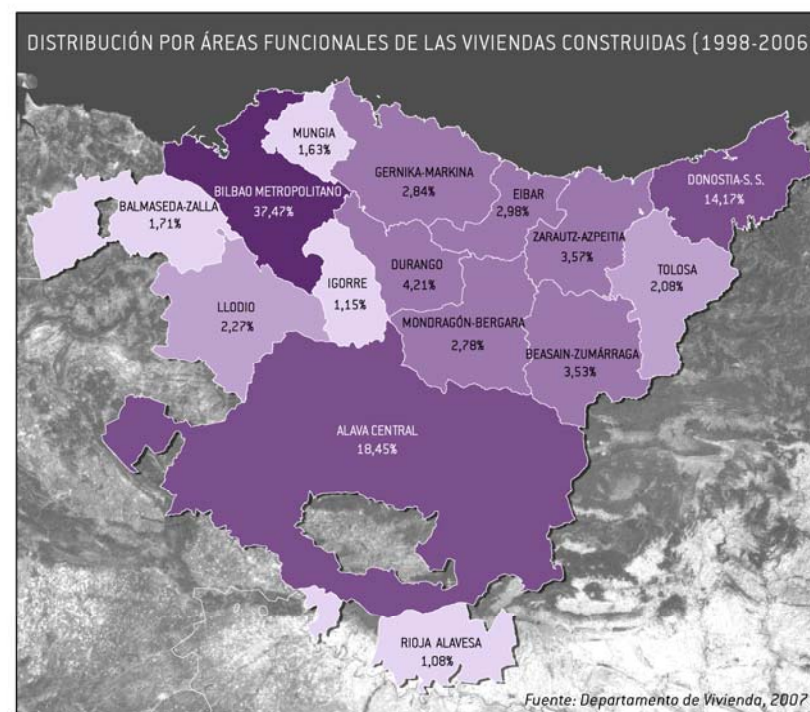 DISTRIBUCIÓN POR ÁREAS FUNCIONALES DE LAS VIVIENDAS CONSTRUIDAS (1998-2006
MUNGIA
1,63%
GERNIKA-MARKINA
2,84%
EIBAR
2,98%
DONOSTIA-S. S.
14,17%
BILBAO METROPOLITANO
37,47%
BALMASEDA-ZALLA
1,71%
ZARAUTZ-AZPEITIA
3,57%
DURANGO
4,21%
IGORRE
1,15%
TOLOSA
2,08%
LLODIO
2,27%
MONDRAGÓN-BERGARA
2,78%
BEASAIN-ZUMÁRRAGA
3,53%
ALAVA CENTRAL
18,45%
RIOJA ALAVESA
1,08%
Fuente: Departamento de Vivienda, 2007